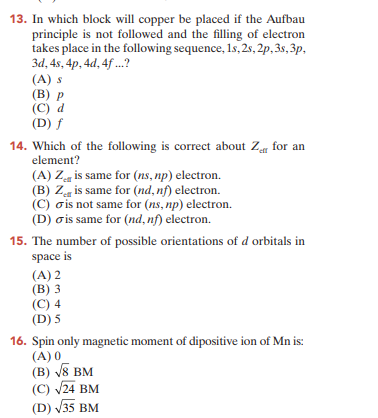 13. In which block will copper be placed if the Aufbau
principle is not followed and the filling of electron
takes place in the following sequence, 1s, 2s, 2p, 3s, 3p,
3d, 4s, 4p, 4d, 4f ...?
(A) s
(B) p
(C) d
(D) f
14. Which of the following is correct about Zeff for an
element?
(A) Zeff is same for (ns, np) electron.
(B) Zeff is same for (nd, nf) electron.
(C) σ is not same for (ns, np) electron.
(D) σ is same for (nd, nf) electron.
15. The number of possible orientations of d orbitals in
space is
(A) 2
(B) 3
(C) 4
(D) 5
16. Spin only magnetic moment of dipositive ion of Mn is:
(A) 0
(B) √8 BM
(C) √24 BM
(D) √35 BM